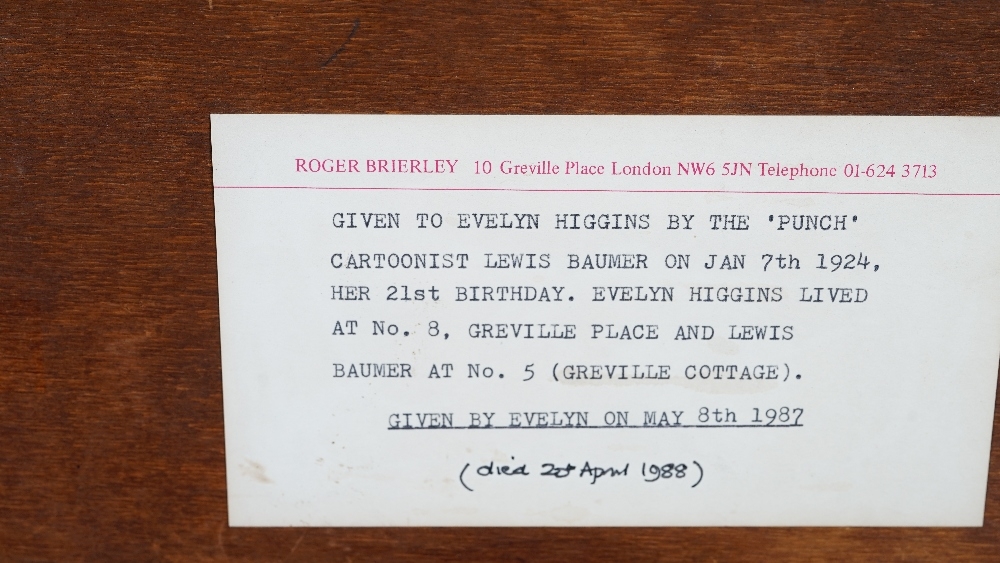 ROGER BRIERLEY 10 Greville Place London NW6 5JN Telephone 01-624 3713
GIVEN TO EVELYN HIGGINS BY THE 'PUNCH'
CARTOONIST LEWIS BAUMER ON JAN 7th 1924,
HER 21st BIRTHDAY. EVELYN HIGGINS LIVED
AT No. 8, GREVILLE PLACE AND LEWIS
BAUMER AT No. 5 (GREVILLE COTTAGE).
GIVEN BY EVELYN ON MAY 8th 1987
(died April 1988)